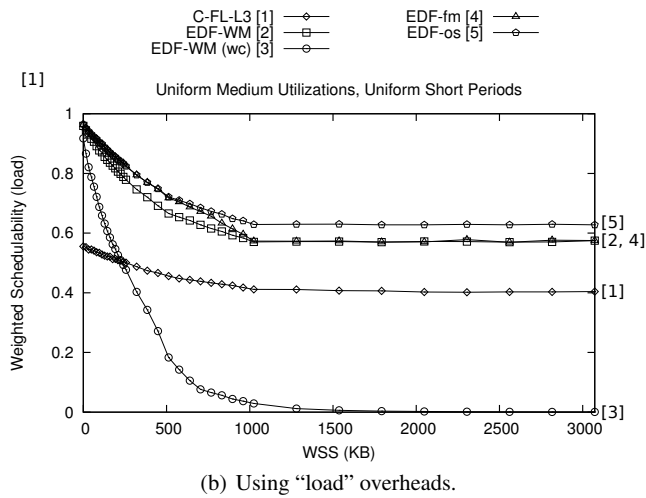 C-FL-L3 [1]
EDF-WM [2]
EDF-WM (wc) [3]
EDF-fm [4]
EDF-os [5]
[1]
Uniform Medium Utilizations, Uniform Short Periods
1
0.8
0.6
0.4
0.2
0
Weighted Schedulability (load)
[5]
[2, 4]
[1]
[3]
0 500 1000 1500 2000 2500 3000
WSS (KB)
(b) Using “load” overheads.